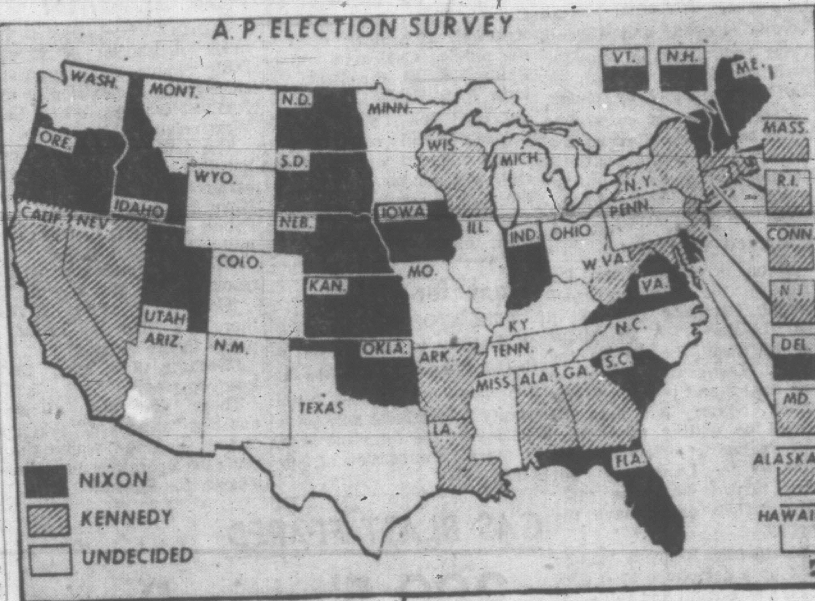 A.P. ELECTION SURVEY
WASH.
MONT.
N.D.
MINN.
VT.
N.H.
ME.
ORE.
IDAHO
WYO.
S.D.
WIS.
MICH.
N.Y.
MASS.
R.I.
CALIF.
NEV.
NEB.
IOWA
ILL.
IND.
OHIO
PENN.
CONN.
UTAH
COLO.
KAN.
MO.
W. VA.
VA.
N.J.
ARIZ.
N.M.
OKLA.
ARK.
KY.
TENN.
N.C.
DEL.
TEXAS
LA.
MISS.
ALA.
GA.
S.C.
MD.
FLA.
ALASKA
HAWAI
NIXON
KENNEDY
UNDECIDED